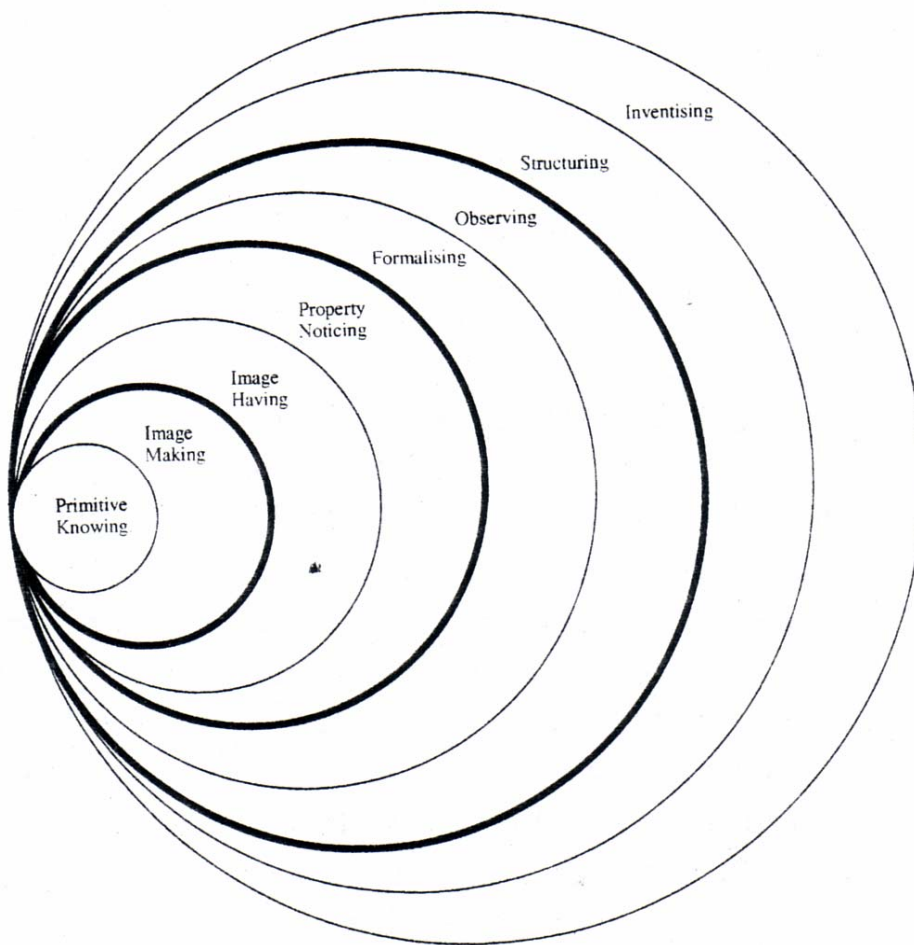 Inventising
Structuring
Observing
Formalising
Property
Noticing
Image
Having
Image
Making
Primitive
Knowing